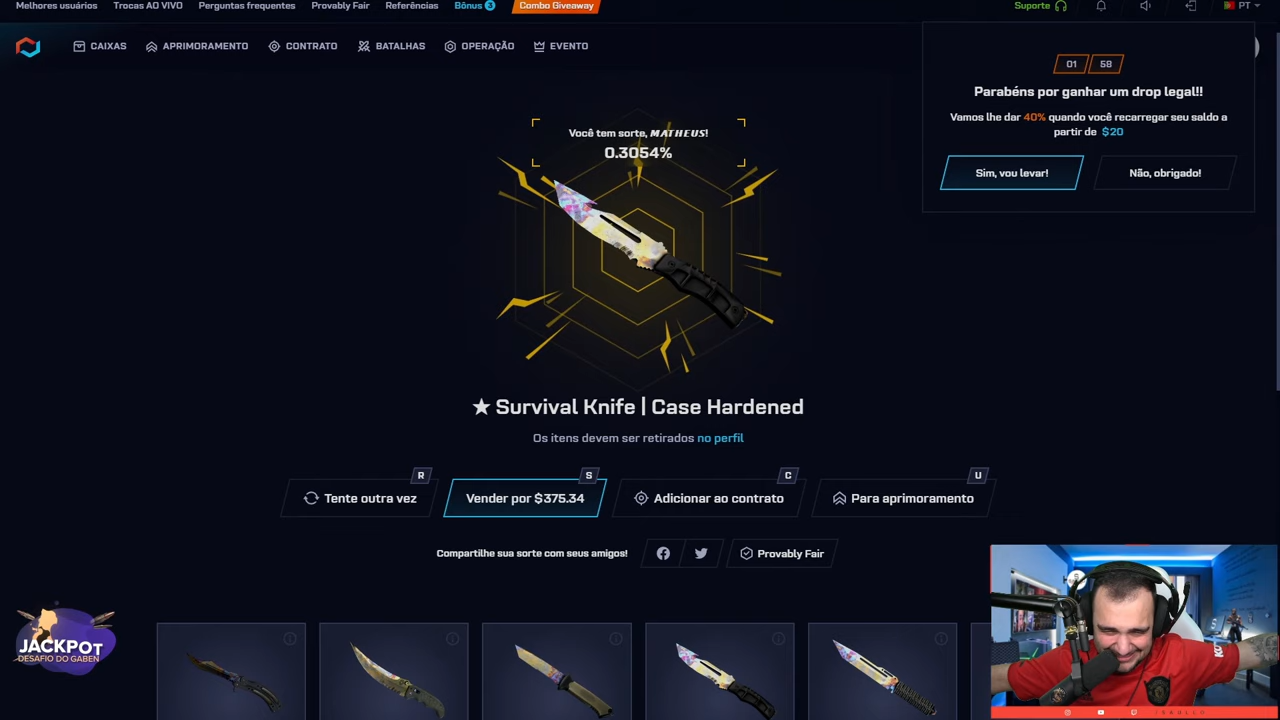 Melhores usuários Trocas AO VIVO Perguntas frequentes Provably Fair Referências Bônus 3 Combo Giveaway Suporte PT
CAIXAS APRIMORAMENTO CONTRATO BATALHAS OPERAÇÃO EVENTO
01 58
Parabéns por ganhar um drop legal!!
Vamos lhe dar 40% quando você recarregar seu saldo a
partir de $20
Sim, vou levar! Não, obrigado!
Você tem sorte, MATHEUS!
0.3054%
★ Survival Knife | Case Hardened
Os itens devem ser retirados no perfil
R S C U
Tente outra vez Vender por $375.34 Adicionar ao contrato Para aprimoramento
Compartilhe sua sorte com seus amigos! Provably Fair
JACKPOT
DESAFIO DO GABEN